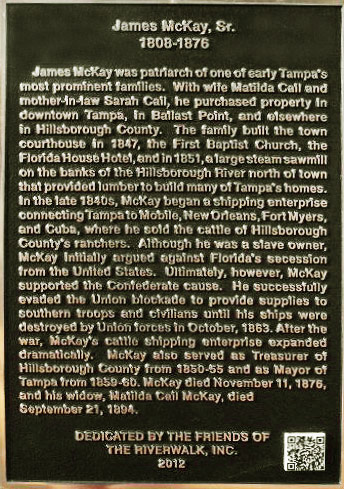 James McKay, Sr.
1808-1876
James McKay was patriarch of one of early Tampa's
most prominent families. With wife Matilda Call and
mother-in-law Sarah Call, he purchased property in
downtown Tampa, in Ballast Point, and elsewhere
in Hillsborough County. The family built the town
courthouse in 1847, the First Baptist Church, the
Florida House Hotel, and in 1851, a large steam sawmill
on the banks of the Hillsborough River north of town
that provided lumber to build many of Tampa's homes.
In the late 1840s, McKay began a shipping enterprise
connecting Tampa to Mobile, New Orleans, Fort Myers,
and Cuba, where he sold the cattle of Hillsborough
County's ranchers. Although he was a slave owner,
McKay initially argued against Florida's secession
from the United States. Ultimately, however, McKay
supported the Confederate cause. He successfully
evaded the Union blockade to provide supplies to
southern troops and civilians until his ships were
destroyed by Union forces in October, 1863. After the
war, McKay's cattle shipping enterprise expanded
dramatically. McKay also served as Treasurer of
Hillsborough County from 1850-55 and as Mayor of
Tampa from 1859-60. McKay died November 11, 1876,
and his widow, Matilda Call McKay, died
September 21, 1894.
DEDICATED BY THE FRIENDS OF
THE RIVERWALK, INC.
2012